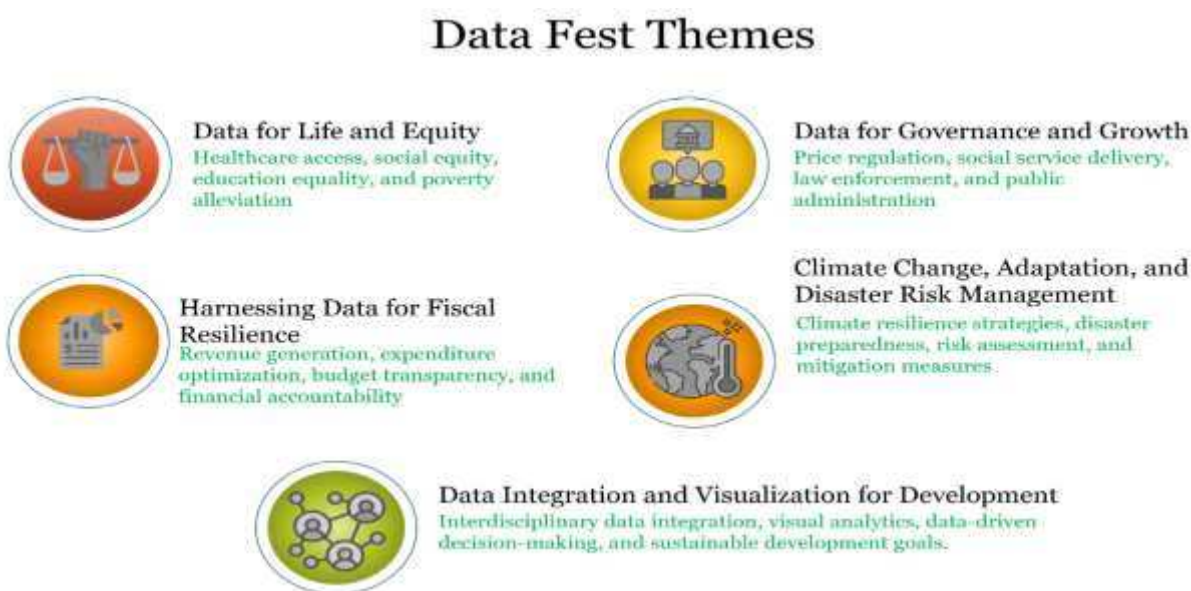 Data Fest Themes
Data for Life and Equity
Healthcare access, social equity,
education equality, and poverty
alleviation
Data for Governance and Growth
Price regulation, social service delivery,
law enforcement, and public
administration
Harnessing Data for Fiscal
Resilience
Revenue generation, expenditure
optimization, budget transparency, and
financial accountability
Climate Change, Adaptation, and
Disaster Risk Management
Climate resilience strategies, disaster
preparedness, risk assessment, and
mitigation measures
Data Integration and Visualization for Development
Interdisciplinary data integration, visual analytics, data-driven
decision-making, and sustainable development goals.